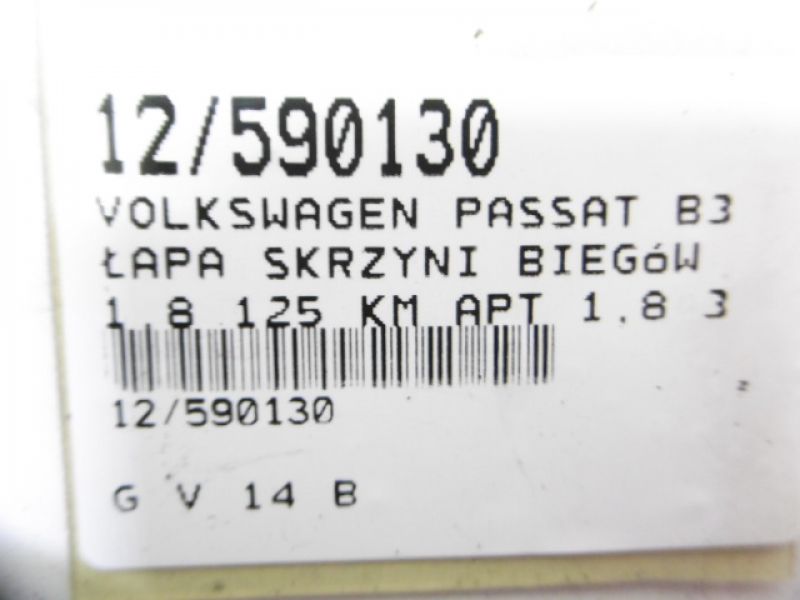 12/590130
VOLKSWAGEN PASSAT B3
ŁAPA SKRZYNI BIEGóW
1.8 125 KM APT 1.8 3
12/590130
G V 14 B